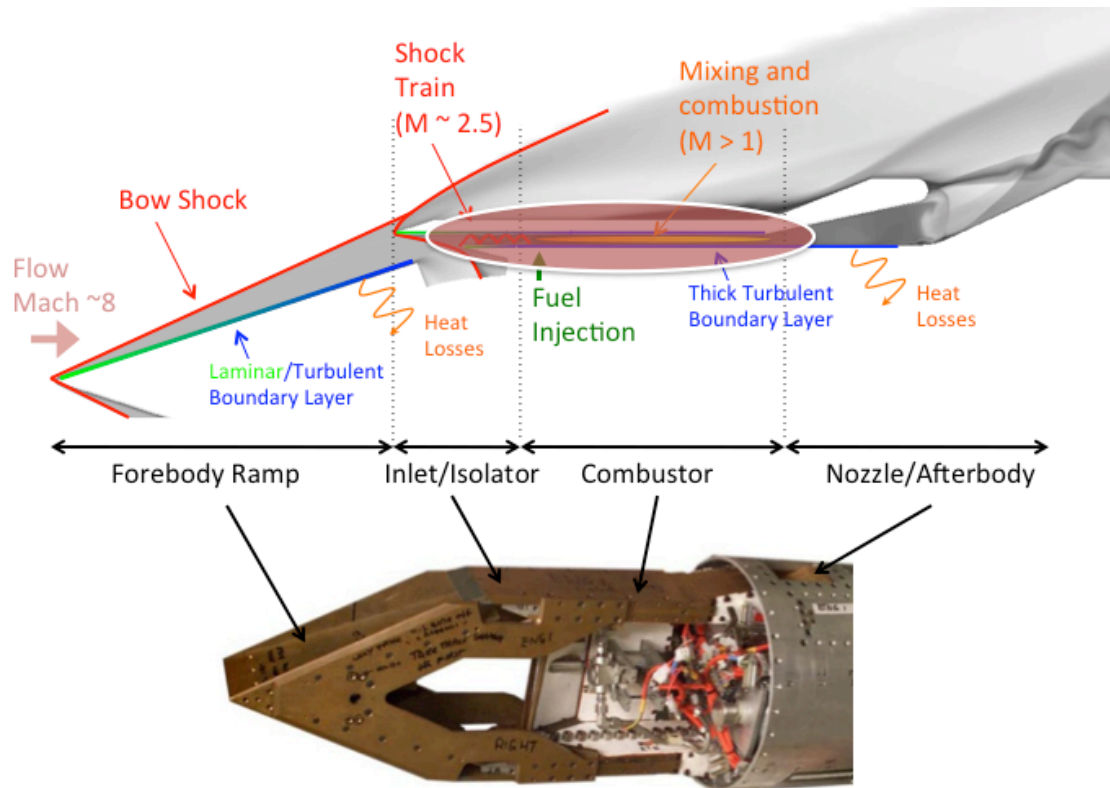 Shock
Train
(M ~ 2.5)
Mixing and
combustion
(M > 1)
Bow Shock
Flow
Mach ~8
Heat
Losses
Fuel
Injection
Thick Turbulent
Boundary Layer
Heat
Losses
Laminar/Turbulent
Boundary Layer
Forebody Ramp
Inlet/Isolator
Combustor
Nozzle/Afterbody
ENG1
RIGHT